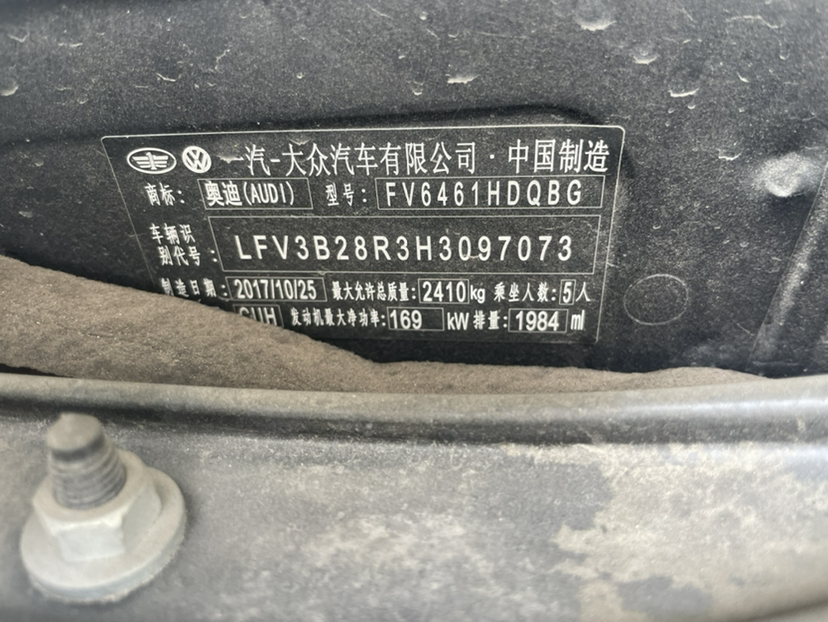 一汽-大众汽车有限公司·中国制造
商标: 奥迪(AUDI) 型号: FV6461HDQBG
车辆识别代号: LFV3B28R3H3097073
制造日期: 2017/10/25 最大允许总质量: 2410kg 乘坐人数: 5人
CUH 发动机最大净功率: 169 kW 排量: 1984 ml